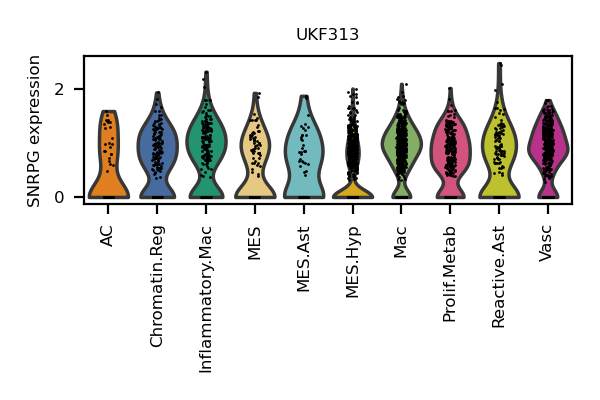 UKF313
SNRPG expression
2
0
AC
Chromatin.Reg
Inflammatory.Mac
MES
MES.Ast
MES.Hyp
Mac
Prolif.Metab
Reactive.Ast
Vasc